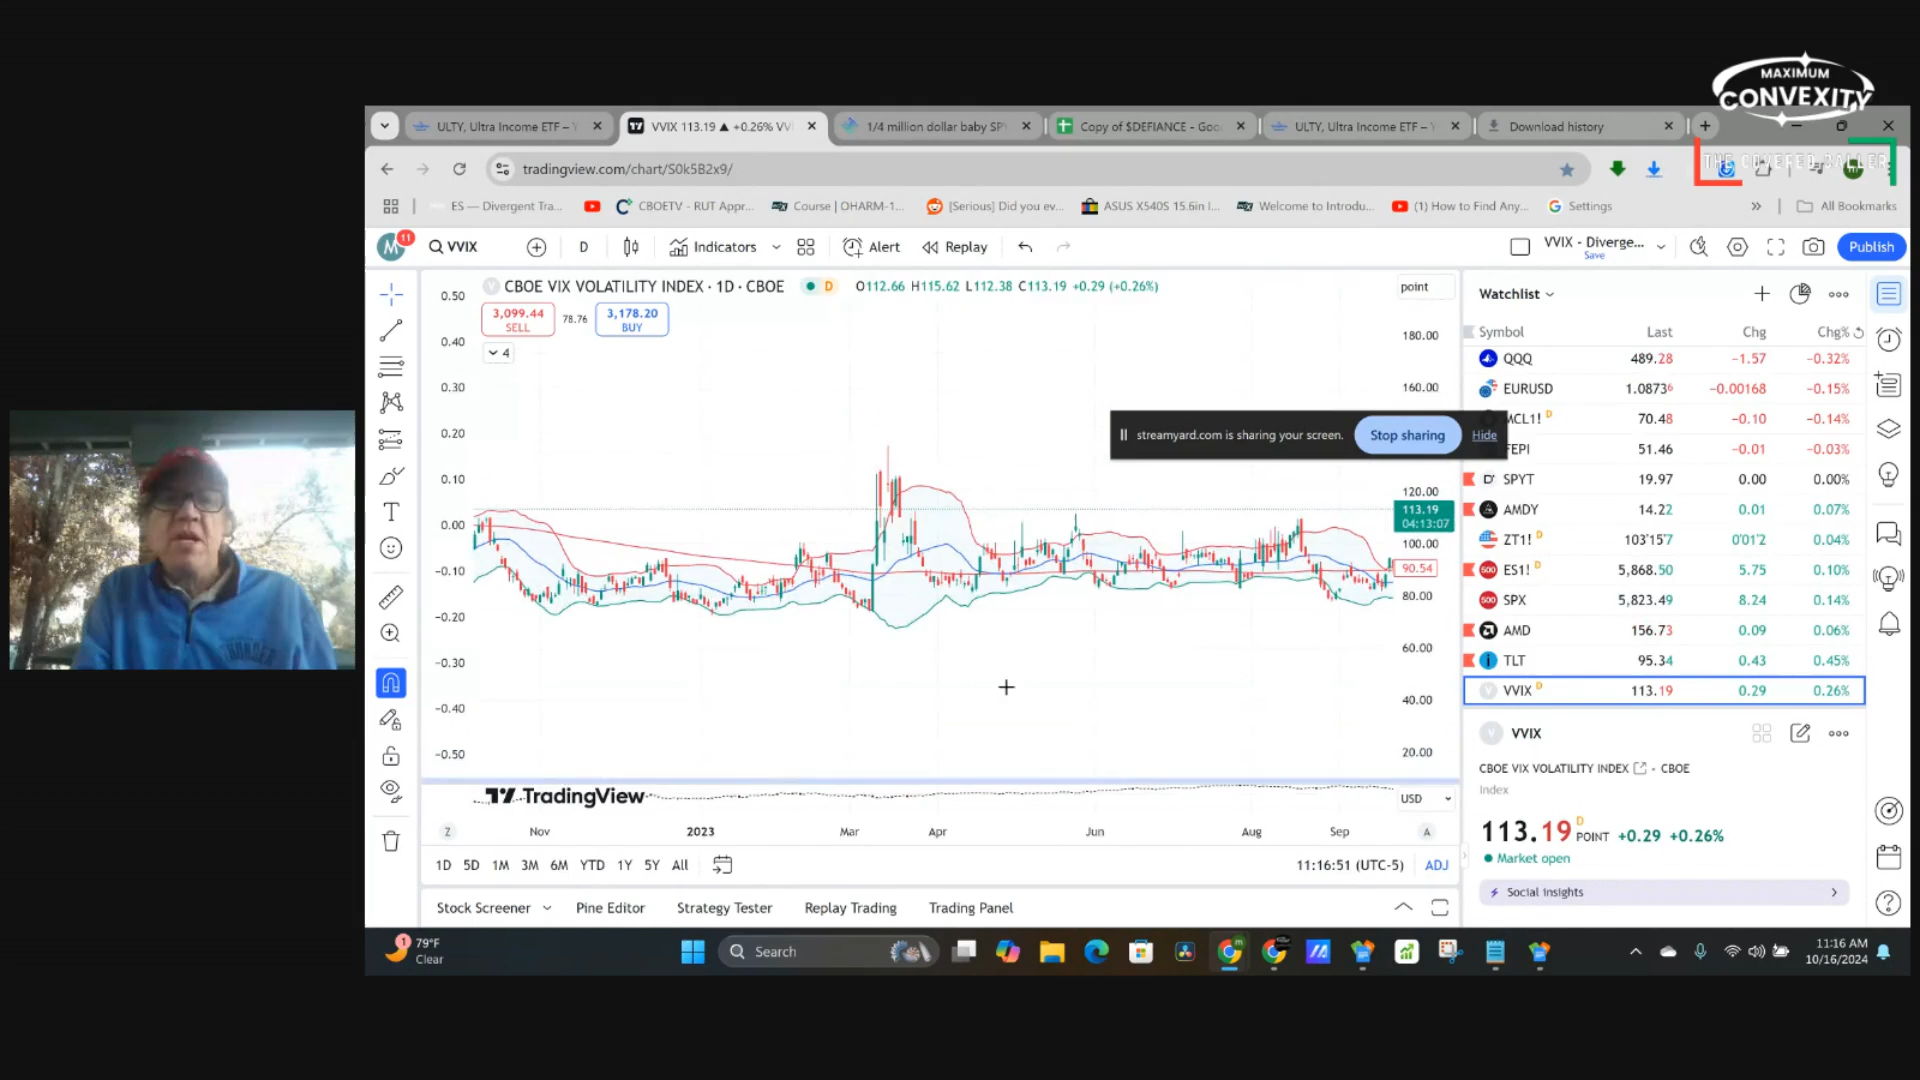 MAXIMUM
CONVEXITY
THE COVERED CALLER
ULTY, Ultra Income ETF – Y
VVIX 113.19 ▲ +0.26% VVI
1/4 million dollar baby SPY
Copy of $DEFIANCE - Goo
ULTY, Ultra Income ETF – Y
Download history
tradingview.com/chart/S0k5B2x9/
ES — Divergent Tra...
CBOETV - RUT Appr...
Course | OHARM-1...
[Serious] Did you ev...
ASUS X540S 15.6in l...
Welcome to Introdu...
(1) How to Find Any...
Settings
All Bookmarks
M
11
VVIX
D
Indicators
Alert
Replay
VVIX - Diverge...
Save
Publish
CBOE VIX VOLATILITY INDEX · 1D · CBOE
D
O112.66 H115.62 L112.38 C113.19 +0.29 (+0.26%)
3,099.44
SELL
78.76
3,178.20
BUY
4
0.50
0.40
0.30
0.20
0.10
0.00
−0.10
−0.20
−0.30
−0.40
−0.50
point
180.00
160.00
120.00
113.19
04:13:07
100.00
90.54
80.00
60.00
40.00
20.00
streamyard.com is sharing your screen.
Stop sharing
Hide
TradingView
USD
Z
Nov
2023
Mar
Apr
Jun
Aug
Sep
A
1D 5D 1M 3M 6M YTD 1Y 5Y All
11:16:51 (UTC-5)
ADJ
Stock Screener
Pine Editor
Strategy Tester
Replay Trading
Trading Panel
Watchlist
Symbol Last Chg Chg%
QQQ 489.28 −1.57 −0.32%
EURUSD 1.08736 −0.00168 −0.15%
MCL1! D 70.48 −0.10 −0.14%
FEPI 51.46 −0.01 −0.03%
SPYT 19.97 0.00 0.00%
AMDY 14.22 0.01 0.07%
ZT1! D 103'15'7 0'01'2 0.04%
ES1! D 5,868.50 5.75 0.10%
SPX 5,823.49 8.24 0.14%
AMD 156.73 0.09 0.06%
TLT 95.34 0.43 0.45%
VVIX D 113.19 0.29 0.26%
VVIX
CBOE VIX VOLATILITY INDEX · CBOE
Index
113.19 D POINT +0.29 +0.26%
Market open
Social insights
1
79°F
Clear
Search
11:16 AM
10/16/2024
THUNDER